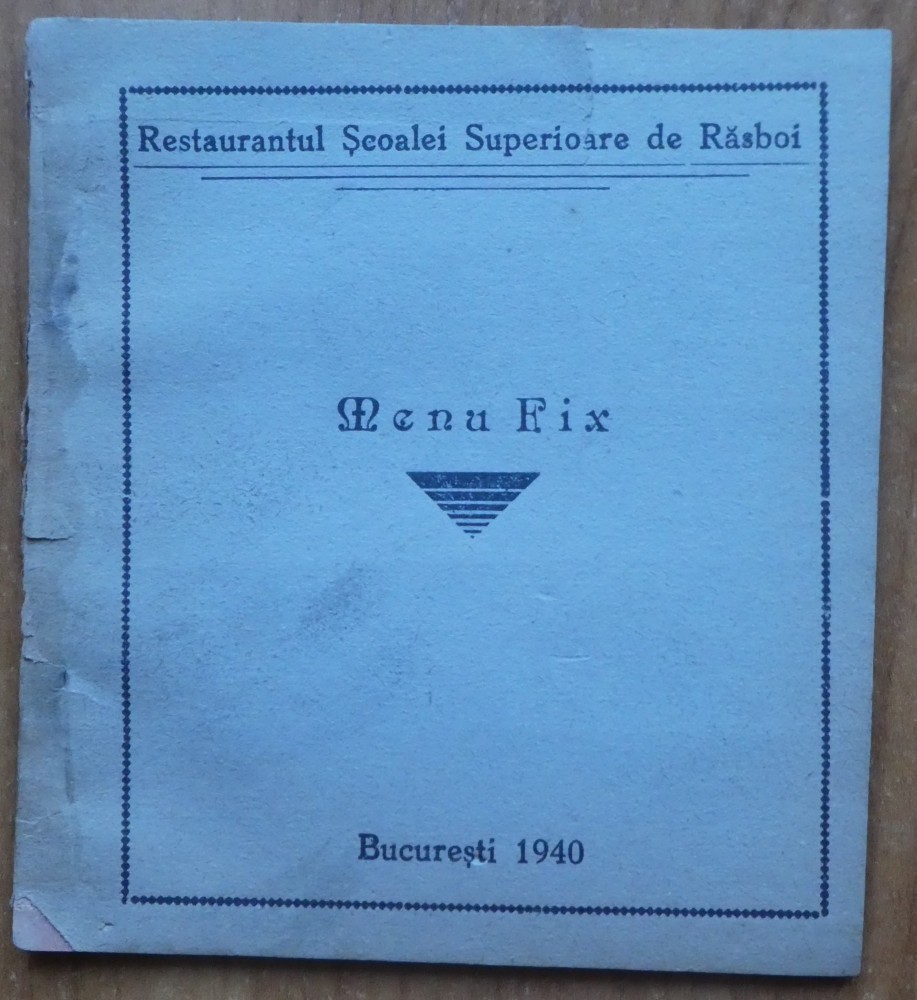 Restaurantul Școalei Superioare de Răsboi
Menu Fix
București 1940